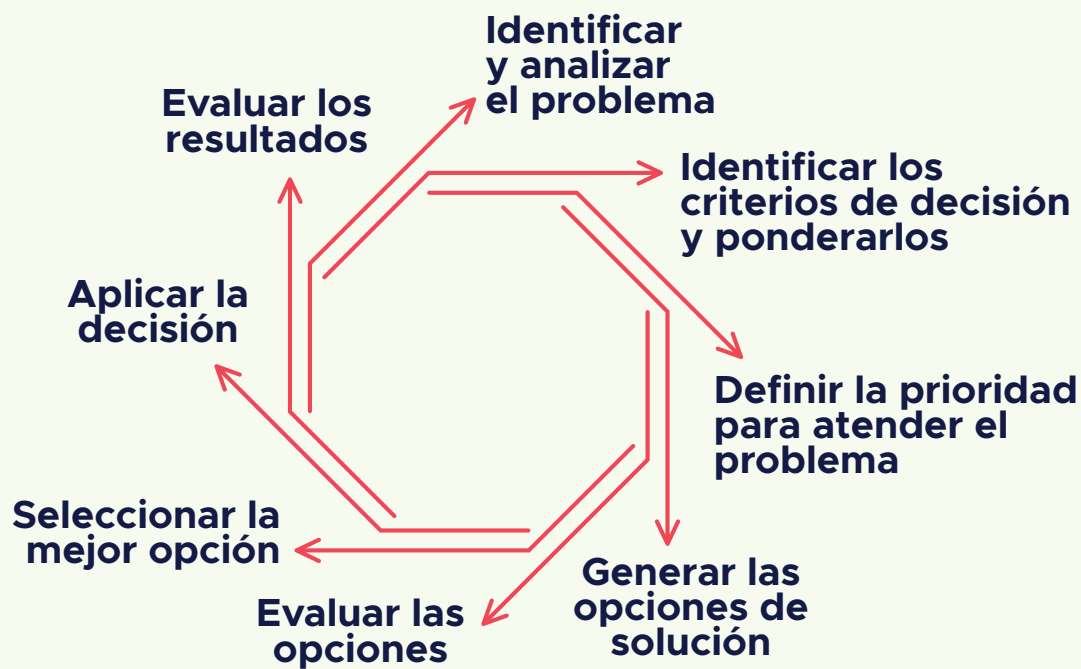 Identificar
y analizar
el problema
Identificar los
criterios de decisión
y ponderarlos
Definir la prioridad
para atender el
problema
Generar las
opciones de
solución
Evaluar las
opciones
Seleccionar la
mejor opción
Aplicar la
decisión
Evaluar los
resultados